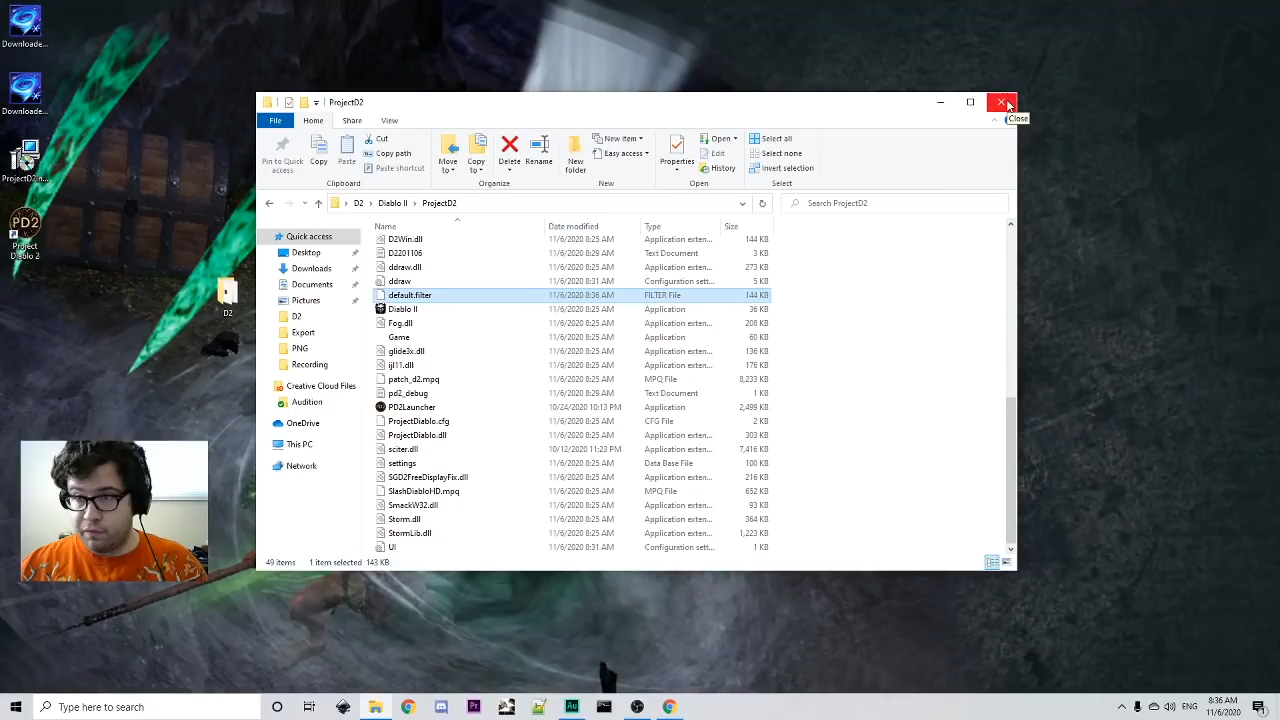 Downloade...
Downloade...
ProjectD2 n...
PD2
Project
Diablo 2
D2
ProjectD2
Close
File Home Share View
Pin to Quick
access
Copy
Paste
Cut
Copy path
Paste shortcut
Clipboard
Move
to
Copy
to
Delete
Rename
Organize
New
folder
New item
Easy access
New
Properties
Open
Edit
History
Open
Select all
Select none
Invert selection
Select
D2 Diablo II ProjectD2
Search ProjectD2
Quick access
Desktop
Downloads
Documents
Pictures
D2
Export
PNG
Recording
Creative Cloud Files
Audition
OneDrive
This PC
Network
Name Date modified Type Size
D2Win.dll 11/6/2020 8:25 AM Application exten... 144 KB
D2201106 11/6/2020 8:29 AM Text Document 3 KB
ddraw.dll 11/6/2020 8:25 AM Application exten... 273 KB
ddraw 11/6/2020 8:31 AM Configuration sett... 5 KB
default.filter 11/6/2020 8:36 AM FILTER File 144 KB
Diablo II 11/6/2020 8:25 AM Application 36 KB
Fog.dll 11/6/2020 8:25 AM Application exten... 208 KB
Game 11/6/2020 8:25 AM Application 60 KB
glide3x.dll 11/6/2020 8:25 AM Application exten... 136 KB
ijl11.dll 11/6/2020 8:25 AM Application exten... 176 KB
patch_d2.mpq 11/6/2020 8:25 AM MPQ File 8,233 KB
pd2_debug 11/6/2020 8:29 AM Text Document 1 KB
PD2Launcher 10/24/2020 10:13 PM Application 2,499 KB
ProjectDiablo.cfg 11/6/2020 8:25 AM CFG File 2 KB
ProjectDiablo.dll 11/6/2020 8:25 AM Application exten... 303 KB
sciter.dll 10/12/2020 11:23 PM Application exten... 7,416 KB
settings 11/6/2020 8:25 AM Data Base File 100 KB
SGD2FreeDisplayFix.dll 11/6/2020 8:25 AM Application exten... 216 KB
SlashDiabloHD.mpq 11/6/2020 8:25 AM MPQ File 652 KB
SmackW32.dll 11/6/2020 8:25 AM Application exten... 93 KB
Storm.dll 11/6/2020 8:25 AM Application exten... 364 KB
StormLib.dll 11/6/2020 8:25 AM Application exten... 1,223 KB
UI 11/6/2020 8:31 AM Configuration sett... 1 KB
49 items 1 item selected 143 KB
Type here to search
Pr
Au
ENG
8:36 AM
11/6/2020